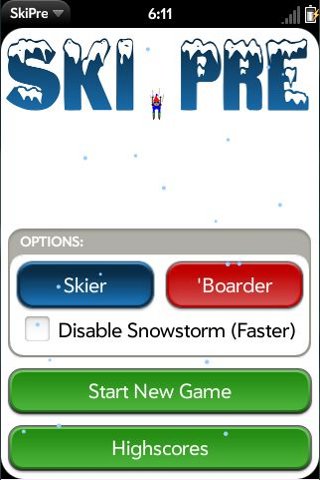 SkiPre 6:11
SKI PRE
OPTIONS:
Skier 'Boarder
Disable Snowstorm (Faster)
Start New Game
Highscores